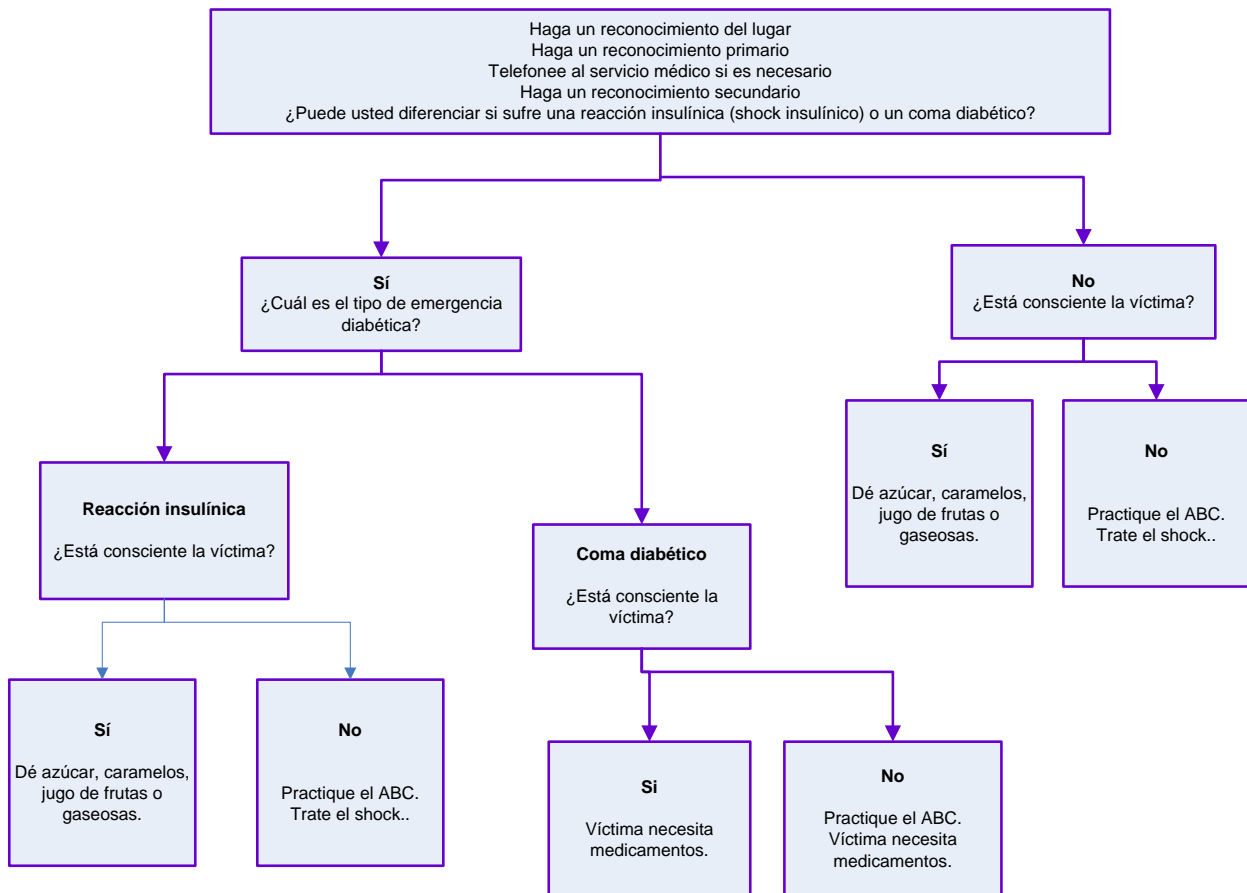 Haga un reconocimiento del lugar
Haga un reconocimiento primario
Telefonee al servicio médico si es necesario
Haga un reconocimiento secundario
¿Puede usted diferenciar si sufre una reacción insulínica (shock insulínico) o un coma diabético?
Sí
¿Cuál es el tipo de emergencia
diabética?
No
¿Está consciente la víctima?
Reacción insulínica
¿Está consciente la víctima?
Coma diabético
¿Está consciente la
víctima?
Sí
Dé azúcar, caramelos,
jugo de frutas o
gaseosas.
No
Practique el ABC.
Trate el shock..
Sí
Dé azúcar, caramelos,
jugo de frutas o
gaseosas.
No
Practique el ABC.
Trate el shock..
Si
Víctima necesita
medicamentos.
No
Practique el ABC.
Víctima necesita
medicamentos.